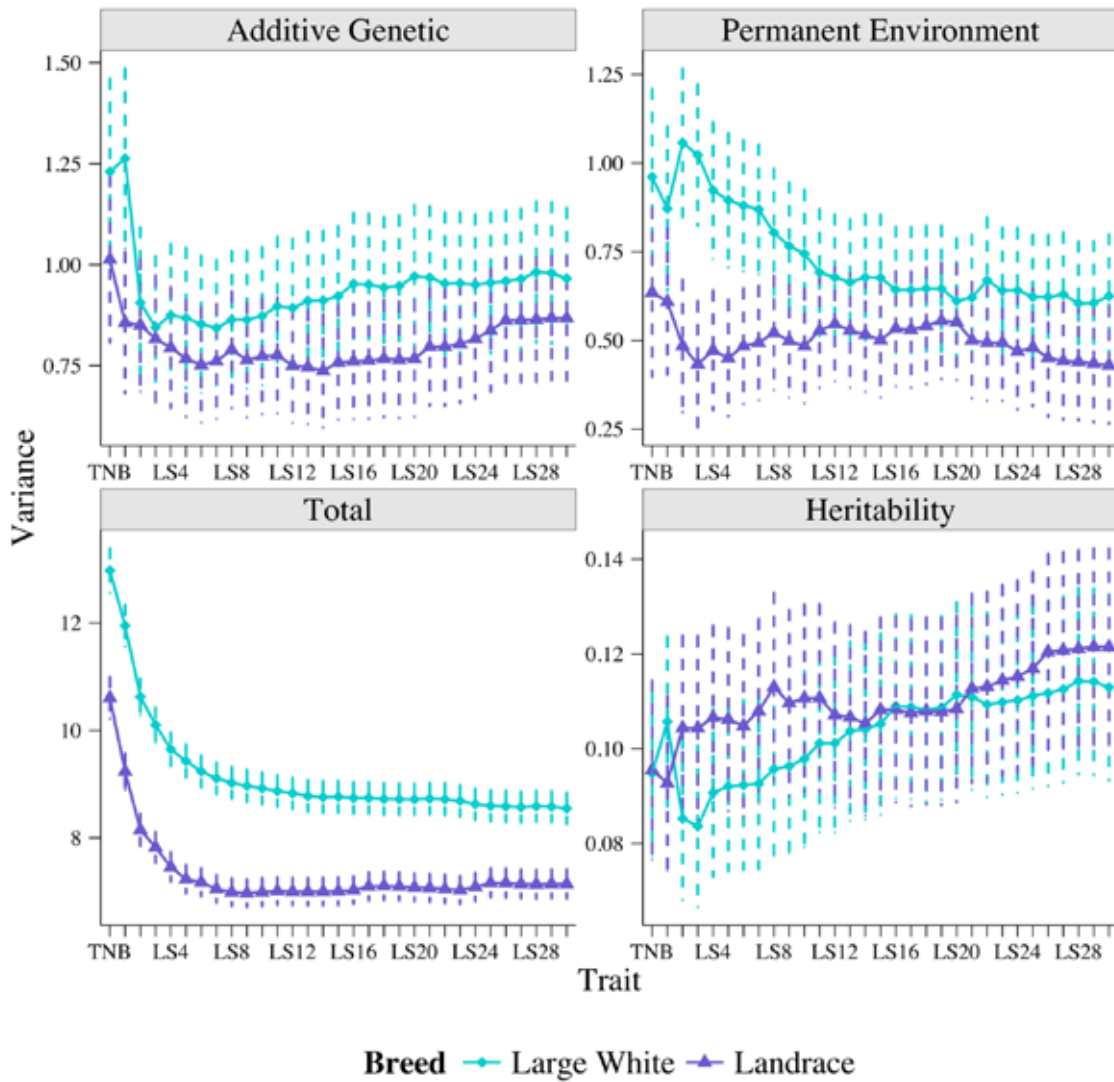 Additive Genetic
Permanent Environment
1.50
1.25
1.00
0.75
1.25
1.00
0.75
0.50
0.25
TNB LS4 LS8 LS12 LS16 LS20 LS24 LS28
TNB LS4 LS8 LS12 LS16 LS20 LS24 LS28
Variance
Total
Heritability
12
10
8
0.14
0.12
0.10
0.08
TNB LS4 LS8 LS12 LS16 LS20 LS24 LS28
TNB LS4 LS8 LS12 LS16 LS20 LS24 LS28
Trait
Breed Large White Landrace